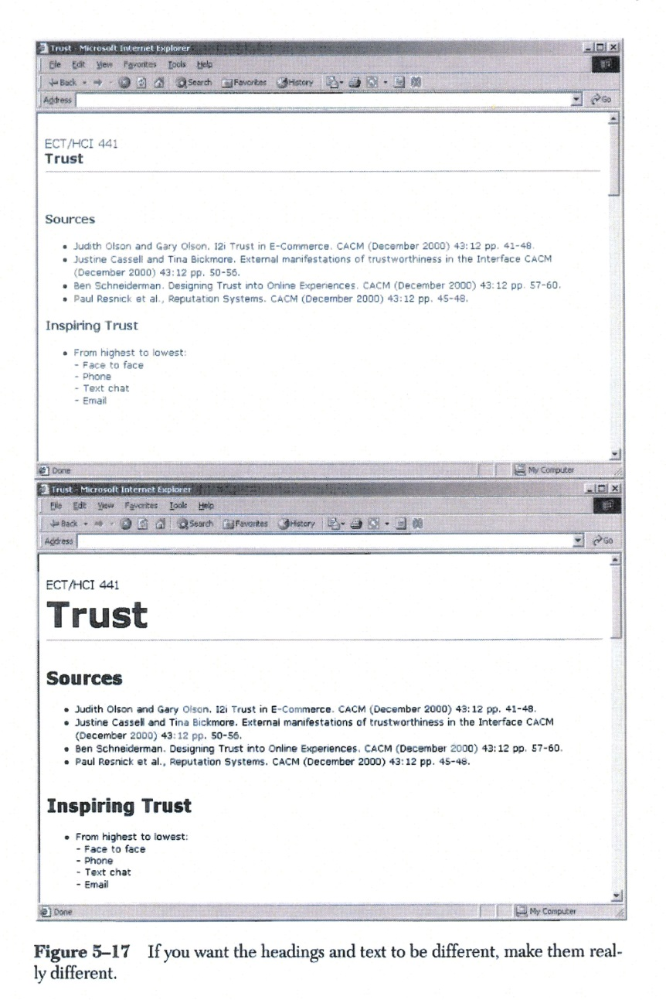 Trust - Microsoft Internet Explorer
File Edit View Favorites Tools Help
Back Search Favorites History
Address Go
ECT/HCI 441
Trust
Sources
• Judith Olson and Gary Olson. I2i Trust in E-Commerce. CACM (December 2000) 43:12 pp. 41-48.
• Justine Cassell and Tina Bickmore. External manifestations of trustworthiness in the Interface CACM
(December 2000) 43:12 pp. 50-56.
• Ben Schneiderman. Designing Trust into Online Experiences. CACM (December 2000) 43:12 pp. 57-60.
• Paul Resnick et al., Reputation Systems. CACM (December 2000) 43:12 pp. 45-48.
Inspiring Trust
• From highest to lowest:
- Face to face
- Phone
- Text chat
- Email
Done My Computer
Trust - Microsoft Internet Explorer
File Edit View Favorites Tools Help
Back Search Favorites History
Address Go
ECT/HCI 441
Trust
Sources
• Judith Olson and Gary Olson. I2i Trust in E-Commerce. CACM (December 2000) 43:12 pp. 41-48.
• Justine Cassell and Tina Bickmore. External manifestations of trustworthiness in the Interface CACM
(December 2000) 43:12 pp. 50-56.
• Ben Schneiderman. Designing Trust into Online Experiences. CACM (December 2000) 43:12 pp. 57-60.
• Paul Resnick et al., Reputation Systems. CACM (December 2000) 43:12 pp. 45-48.
Inspiring Trust
• From highest to lowest:
- Face to face
- Phone
- Text chat
- Email
Done My Computer
Figure 5–17 If you want the headings and text to be different, make them real-
ly different.